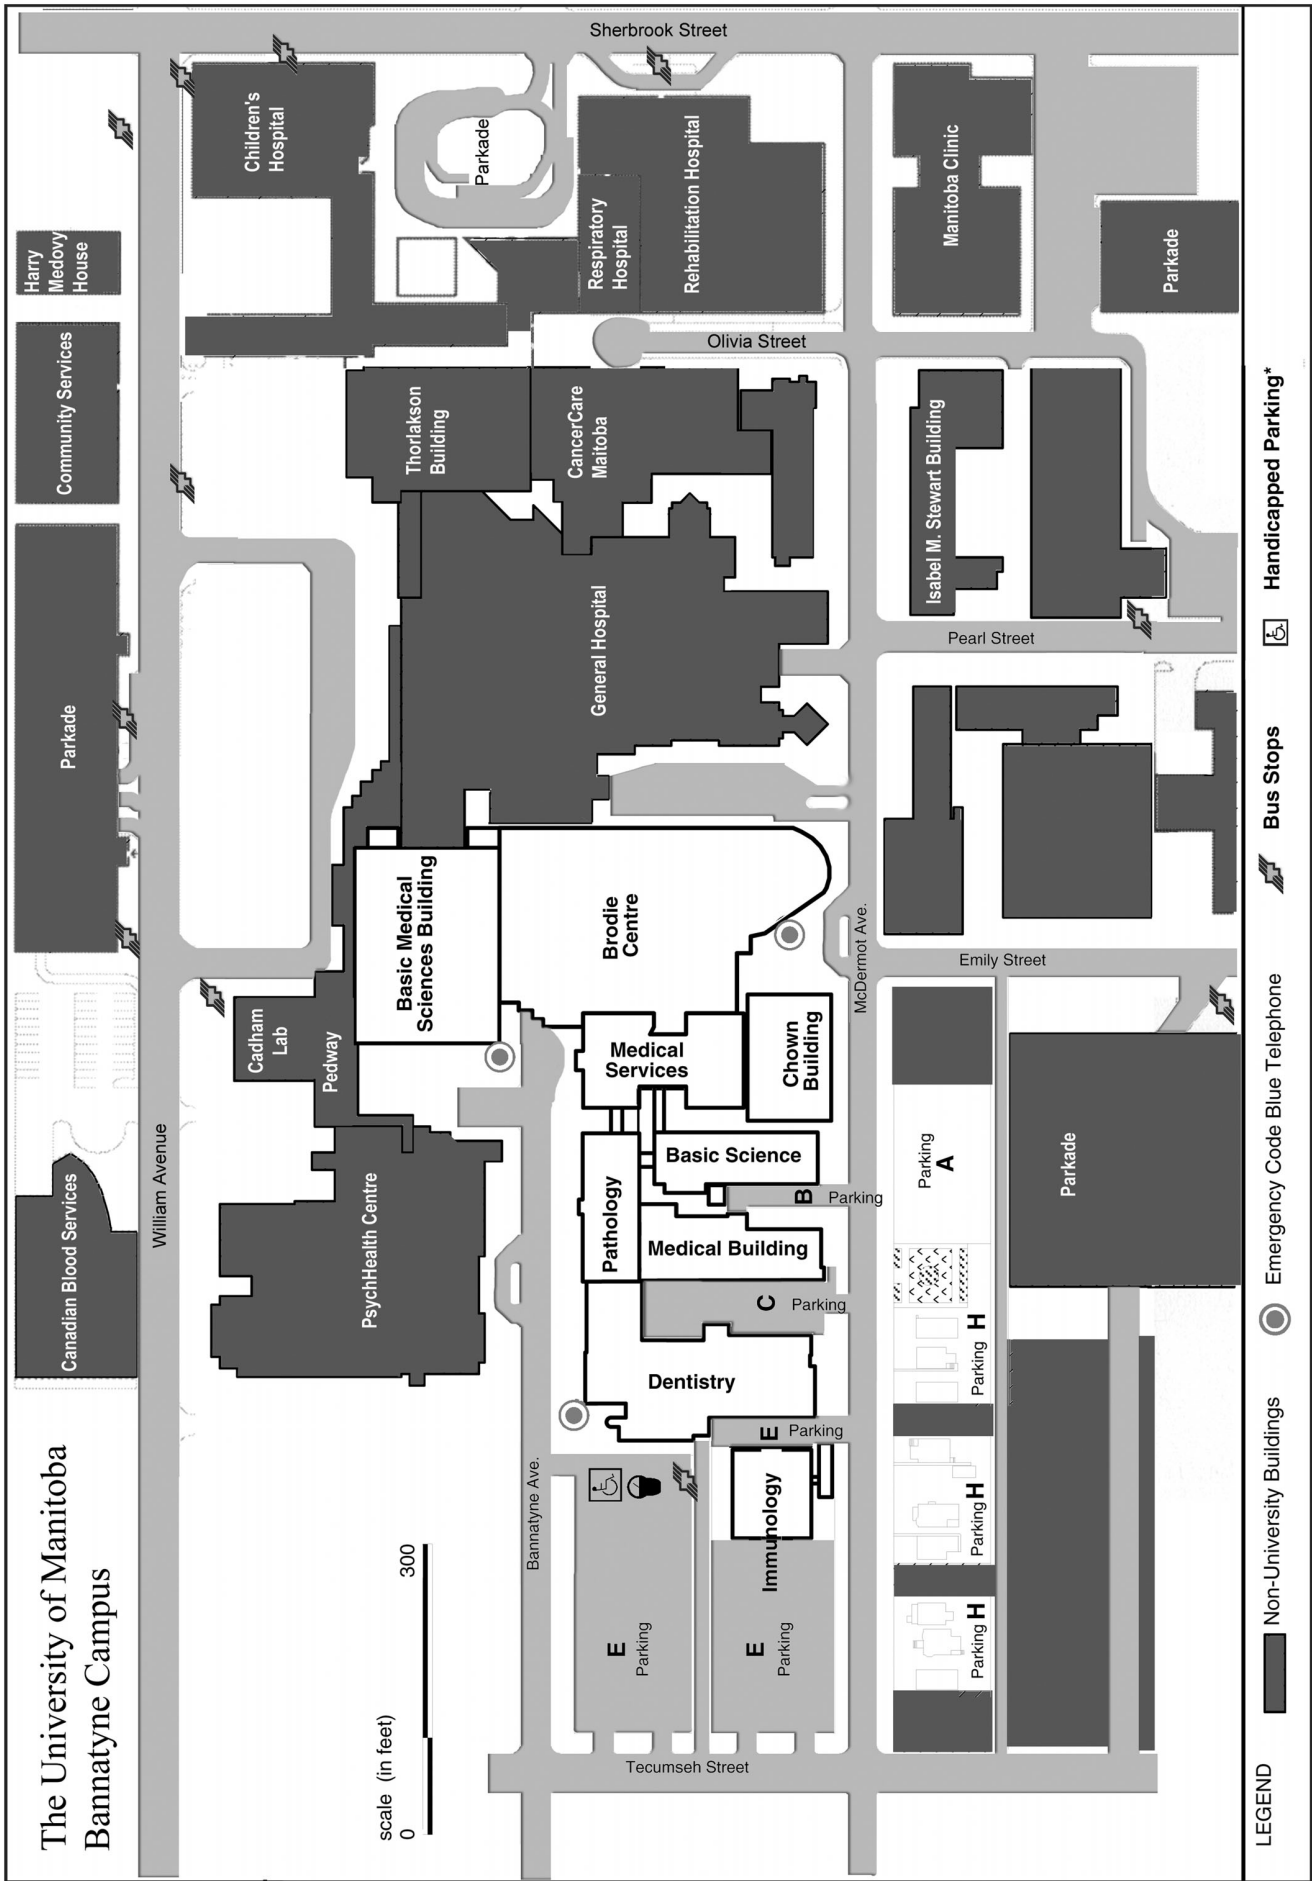 The University of Manitoba
Bannatyne Campus
scale (in feet)
0
300
Canadian Blood Services
Parkade
Community Services
Harry
Medovy
House
William Avenue
Children's
Hospital
Parkade
Sherbrook Street
Respiratory
Hospital
Rehabilitation Hospital
Manitoba Clinic
Parkade
Olivia Street
Thorlakson
Building
CancerCare
Maitoba
General Hospital
Isabel M. Stewart Building
Pearl Street
Cadham
Lab
Pedway
Basic Medical
Sciences Building
Brodie
Centre
McDermot Ave.
Emily Street
PsychHealth Centre
Medical
Services
Chown
Building
Pathology
Basic Science
B
Parking
Medical Building
C
Parking
Dentistry
E
Parking
Immunology
Bannatyne Ave.
E
Parking
E
Parking
Tecumseh Street
Parking
A
Parking H
Parking H
Parking H
Parkade
LEGEND
Non-University Buildings
Emergency Code Blue Telephone
Bus Stops
Handicapped Parking*